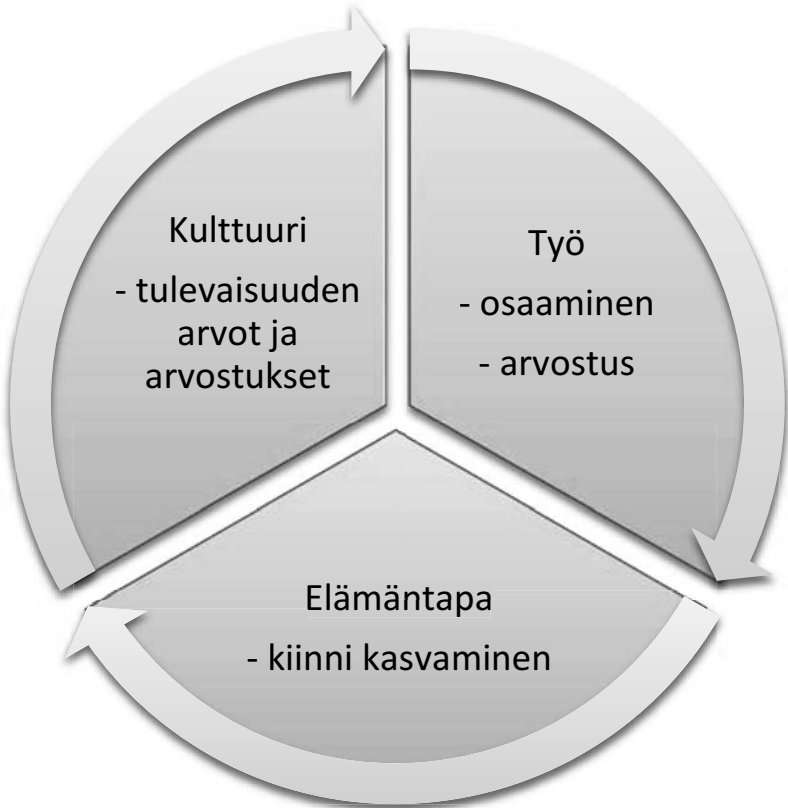 Kulttuuri
- tulevaisuuden
arvot ja
arvostukset
Työ
- osaaminen
- arvostus
Elämäntapa
- kiinni kasvaminen